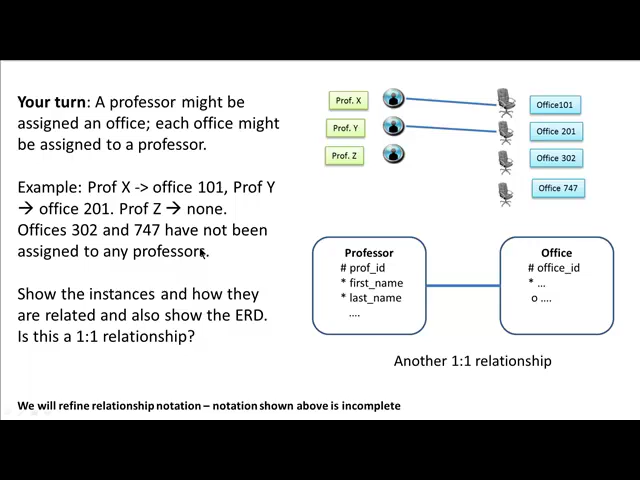 Your turn: A professor might be
assigned an office; each office might
be assigned to a professor.
Example: Prof X -> office 101, Prof Y
→ office 201. Prof Z → none.
Offices 302 and 747 have not been
assigned to any professors.
Show the instances and how they
are related and also show the ERD.
Is this a 1:1 relationship?
Prof. X
Office101
Prof. Y
Office 201
Prof. Z
Office 302
Office 747
Professor
# prof_id
* first_name
* last_name
....
Office
# office_id
* ...
o ....
Another 1:1 relationship
We will refine relationship notation – notation shown above is incomplete